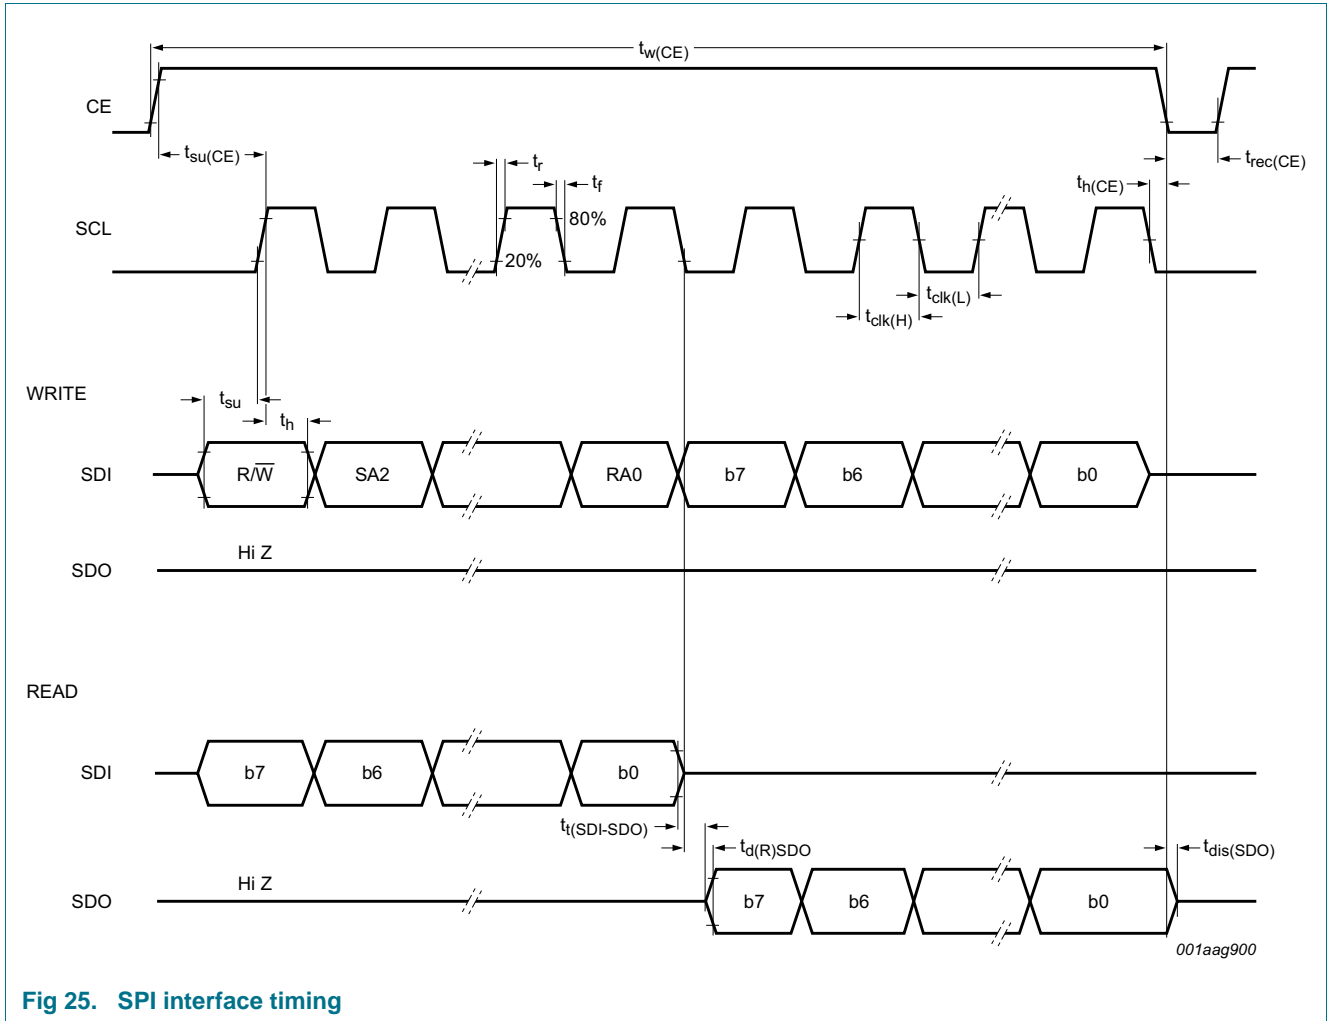 tw(CE)
CE
tsu(CE)
tr
tf
th(CE)
trec(CE)
SCL
80%
20%
tclk(H)
tclk(L)
WRITE
tsu
th
SDI R/W̅ SA2 RA0 b7 b6 b0
Hi Z
SDO
READ
SDI b7 b6 b0
tt(SDI-SDO)
td(R)SDO
tdis(SDO)
Hi Z
SDO b7 b6 b0
001aag900
Fig 25. SPI interface timing